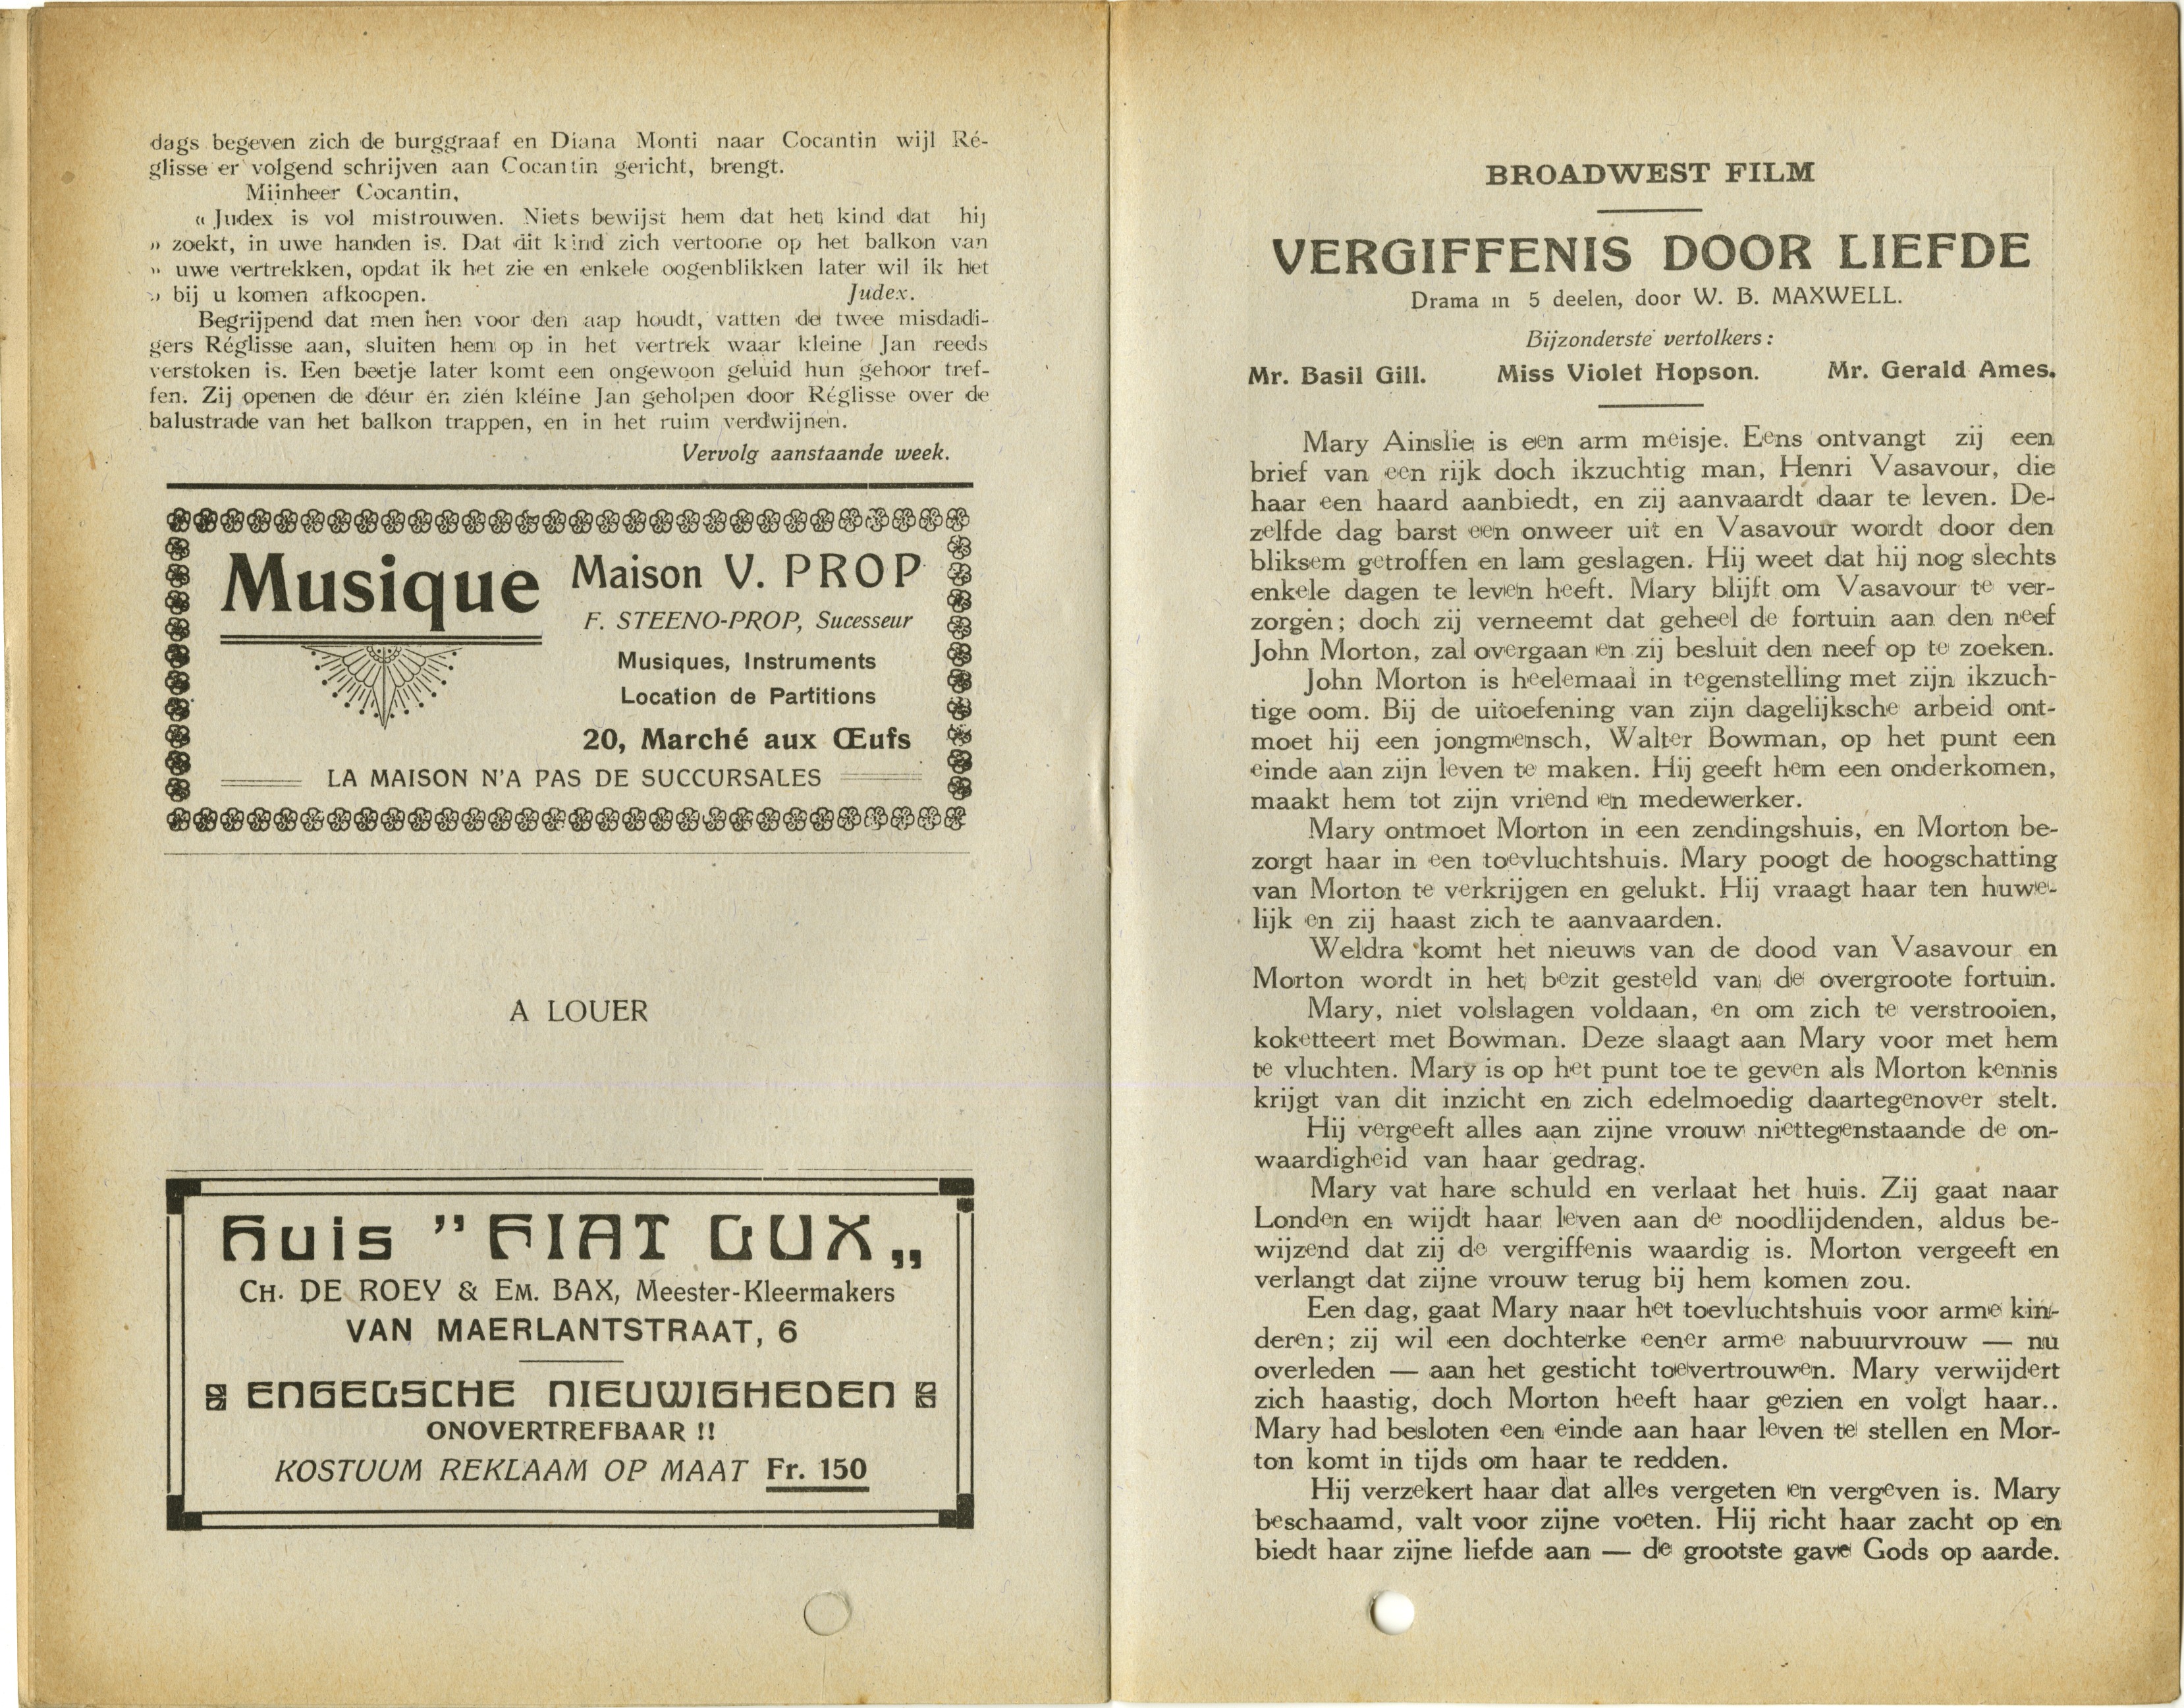 dags begeven zich de burggraaf en Diana Monti naar Cocantin wijl Ré-
glisse er volgend schrijven aan Cocantin gericht, brengt.
Mijnheer Cocantin,
« Judex is vol mistrouwen. Niets bewijst hem dat het kind dat hij
» zoekt, in uwe handen is. Dat dit kind zich vertoone op het balkon van
» uwe vertrekken, opdat ik het zie en enkele oogenblikken later wil ik het
» bij u komen afkoopen. Judex.
Begrijpend dat men hen voor den aap houdt, vatten de twee misdadi-
gers Réglisse aan, sluiten hem op in het vertrek waar kleine Jan reeds
verstoken is. Een beetje later komt een ongewoon geluid hun gehoor tref-
fen. Zij openen de déur én zién kléine Jan geholpen door Réglisse over de
balustrade van het balkon trappen, en in het ruim verdwijnen.
Vervolg aanstaande week.
Musique
Maison V. PROP
F. STEENO-PROP, Sucesseur
Musiques, Instruments
Location de Partitions
20, Marché aux Œufs
LA MAISON N'A PAS DE SUCCURSALES
A LOUER
Huis ” FIAT LUX „
CH. DE ROEY & EM. BAX, Meester-Kleermakers
VAN MAERLANTSTRAAT, 6
ENGELSCHE NIEUWIGHEDEN
ONOVERTREFBAAR !!
KOSTUUM REKLAAM OP MAAT Fr. 150
BROADWEST FILM
VERGIFFENIS DOOR LIEFDE
Drama in 5 deelen, door W. B. MAXWELL.
Bijzonderste vertolkers :
Mr. Basil Gill. Miss Violet Hopson. Mr. Gerald Ames.
Mary Ainslie is een arm meisje. Eens ontvangt zij een
brief van een rijk doch ikzuchtig man, Henri Vasavour, die
haar een haard aanbiedt, en zij aanvaardt daar te leven. De-
zelfde dag barst een onweer uit en Vasavour wordt door den
bliksem getroffen en lam geslagen. Hij weet dat hij nog slechts
enkele dagen te leven heeft. Mary blijft om Vasavour te ver-
zorgen; doch zij verneemt dat geheel de fortuin aan den neef
John Morton, zal overgaan en zij besluit den neef op te zoeken.
John Morton is heelemaal in tegenstelling met zijn ikzuch-
tige oom. Bij de uitoefening van zijn dagelijksche arbeid ont-
moet hij een jongmensch, Walter Bowman, op het punt een
einde aan zijn leven te maken. Hij geeft hem een onderkomen,
maakt hem tot zijn vriend en medewerker.
Mary ontmoet Morton in een zendingshuis, en Morton be-
zorgt haar in een toevluchtshuis. Mary poogt de hoogschatting
van Morton te verkrijgen en gelukt. Hij vraagt haar ten huwe-
lijk en zij haast zich te aanvaarden.
Weldra komt het nieuws van de dood van Vasavour en
Morton wordt in het bezit gesteld van de overgroote fortuin.
Mary, niet volslagen voldaan, en om zich te verstrooien,
koketteert met Bowman. Deze slaagt aan Mary voor met hem
te vluchten. Mary is op het punt toe te geven als Morton kennis
krijgt van dit inzicht en zich edelmoedig daartegenover stelt.
Hij vergeeft alles aan zijne vrouw niettegenstaande de on-
waardigheid van haar gedrag.
Mary vat hare schuld en verlaat het huis. Zij gaat naar
Londen en wijdt haar leven aan de noodlijdenden, aldus be-
wijzend dat zij de vergiffenis waardig is. Morton vergeeft en
verlangt dat zijne vrouw terug bij hem komen zou.
Een dag, gaat Mary naar het toevluchtshuis voor arme kin-
deren; zij wil een dochterke eener arme nabuurvrouw — nu
overleden — aan het gesticht toevertrouwen. Mary verwijdert
zich haastig, doch Morton heeft haar gezien en volgt haar..
Mary had besloten een einde aan haar leven te stellen en Mor-
ton komt in tijds om haar te redden.
Hij verzekert haar dat alles vergeten en vergeven is. Mary
beschaamd, valt voor zijne voeten. Hij richt haar zacht op en
biedt haar zijne liefde aan — de grootste gave Gods op aarde.